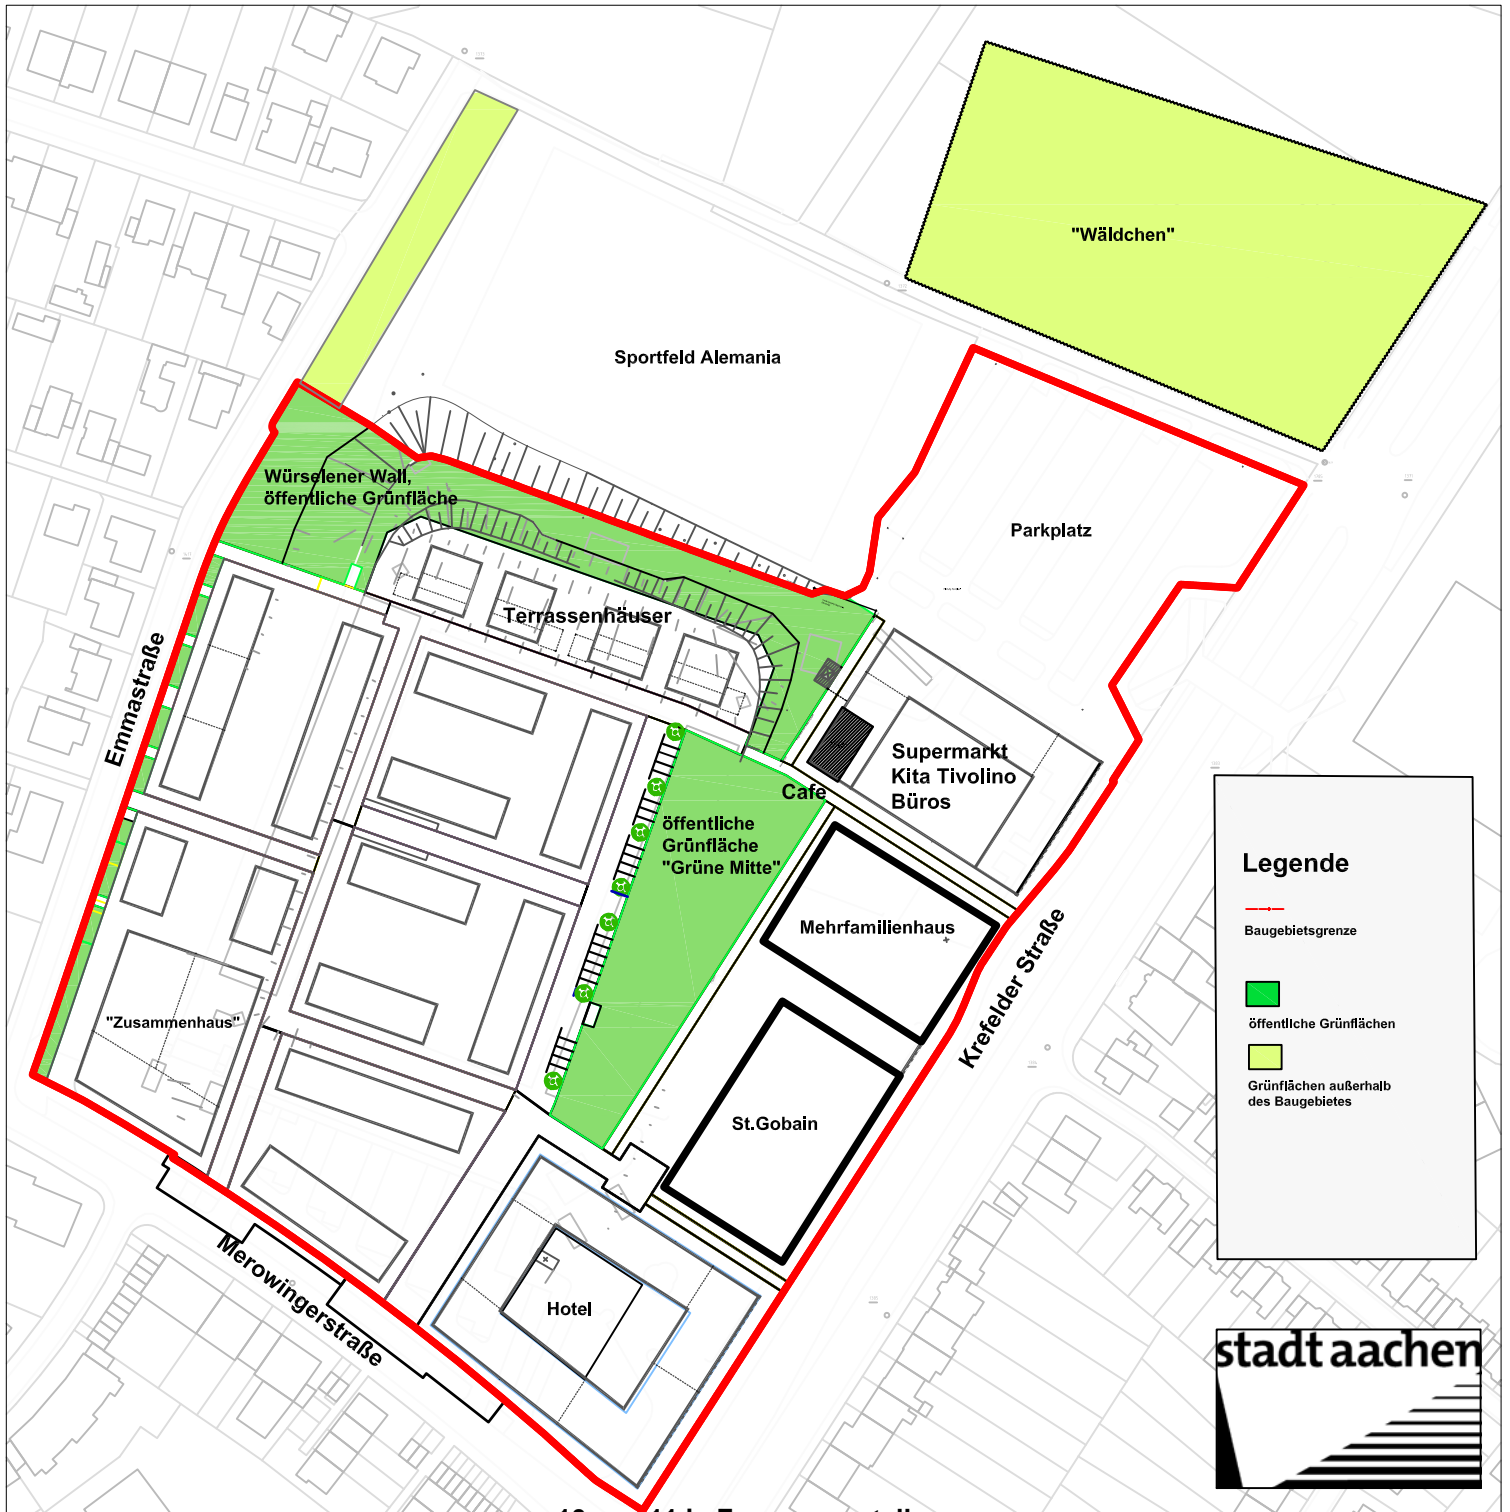 "Wäldchen"
Sportfeld Alemania
Würselener Wall,
öffentliche Grünfläche
Parkplatz
Terrassenhäuser
Emmastraße
Supermarkt
Kita Tivolino
Büros
Cafe
öffentliche
Grünfläche
"Grüne Mitte"
Mehrfamilienhaus
Krefelder Straße
"Zusammenhaus"
St.Gobain
Merowingerstraße
Hotel
Legende
Baugebietsgrenze
öffentliche Grünflächen
Grünflächen außerhalb
des Baugebietes
stadt aachen